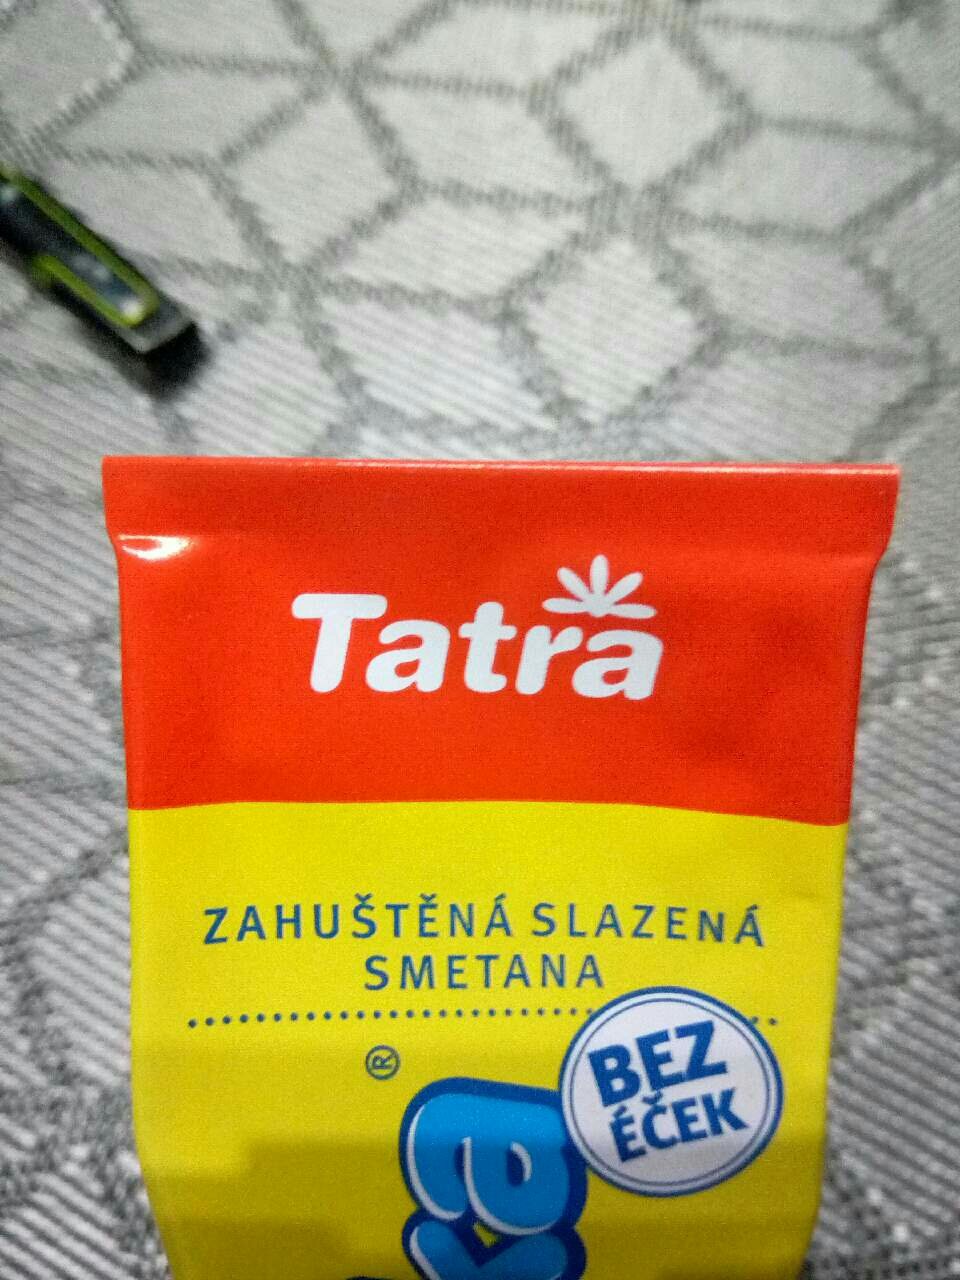 Tatra
ZAHUŠTĚNÁ SLAZENÁ
SMETANA
BEZ
ÉČEK
®